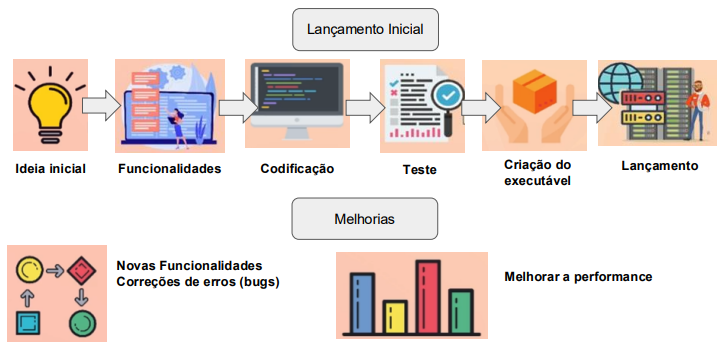 Lançamento Inicial
Ideia inicial
Funcionalidades
Codificação
Teste
Criação do
executável
Lançamento
Melhorias
Novas Funcionalidades
Correções de erros (bugs)
Melhorar a performance